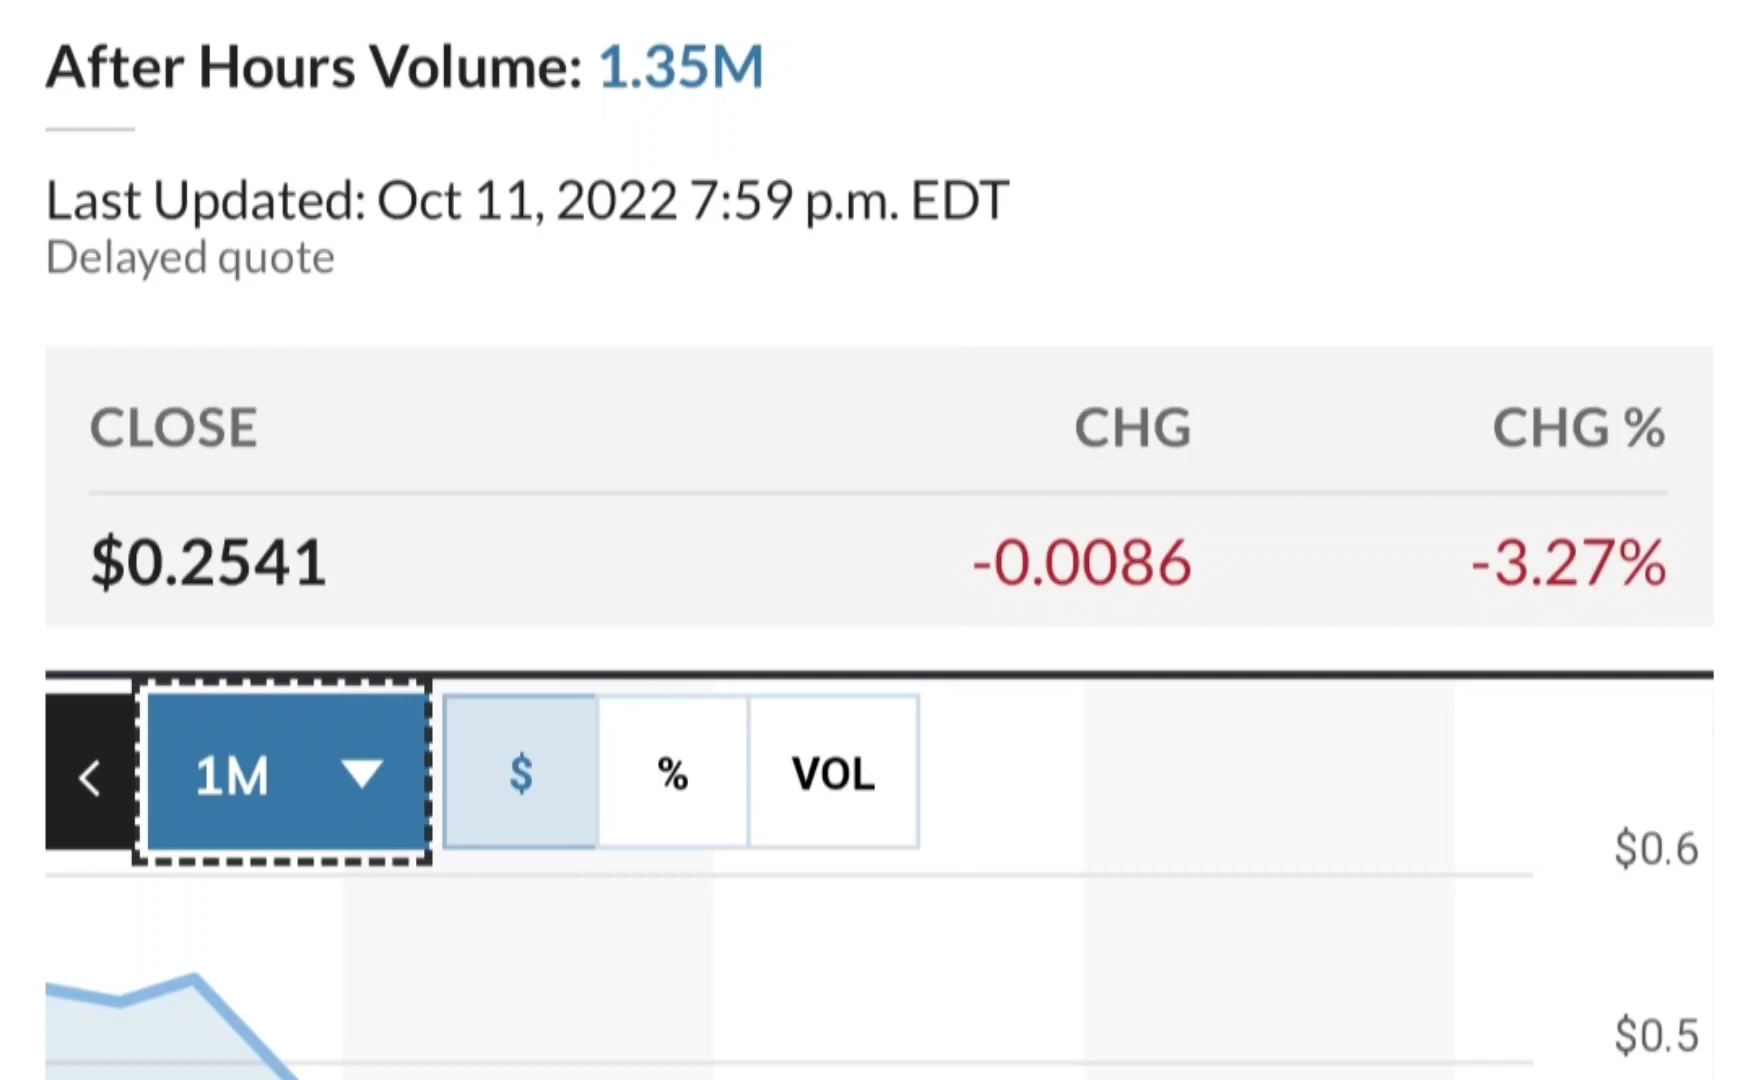 After Hours Volume: 1.35M
Last Updated: Oct 11, 2022 7:59 p.m. EDT
Delayed quote
CLOSE CHG CHG %
$0.2541 -0.0086 -3.27%
< 1M $ % VOL
$0.6
$0.5